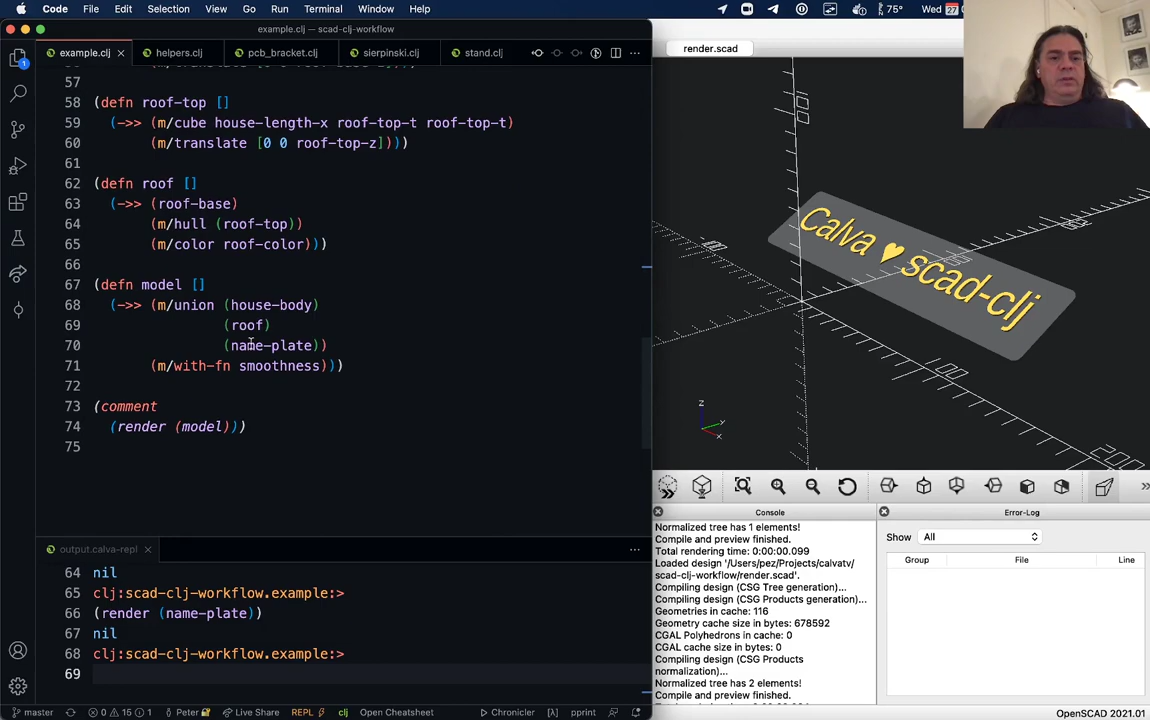 Code File Edit Selection View Go Run Terminal Window Help
75° Wed 27
example.clj — scad-clj-workflow
example.clj helpers.clj pcb_bracket.clj sierpinski.clj stand.clj
render.scad
57
58 (defn roof-top []
59 (->> (m/cube house-length-x roof-top-t roof-top-t)
60 (m/translate [0 0 roof-top-z])))
61
62 (defn roof []
63 (->> (roof-base)
64 (m/hull (roof-top))
65 (m/color roof-color)))
66
67 (defn model []
68 (->> (m/union (house-body)
69 (roof)
70 (name-plate))
71 (m/with-fn smoothness)))
72
73 (comment
74 (render (model)))
75
Calva ♥ scad-clj
Z
Y
X
output.calva-repl
64 nil
65 clj:scad-clj-workflow.example:>
66 (render (name-plate))
67 nil
68 clj:scad-clj-workflow.example:>
69
Console
Normalized tree has 1 elements!
Compile and preview finished.
Total rendering time: 0:00:00.099
Loaded design '/Users/pez/Projects/calvatv/
scad-clj-workflow/render.scad'.
Compiling design (CSG Tree generation)...
Compiling design (CSG Products generation)...
Geometries in cache: 116
Geometry cache size in bytes: 678592
CGAL Polyhedrons in cache: 0
CGAL cache size in bytes: 0
Compiling design (CSG Products
normalization)...
Normalized tree has 2 elements!
Compile and preview finished.
Error-Log
Show All
Group File Line
master 0 15 1 Peter Live Share REPL clj Open Cheatsheet Chronicler [λ] pprint
OpenSCAD 2021.01